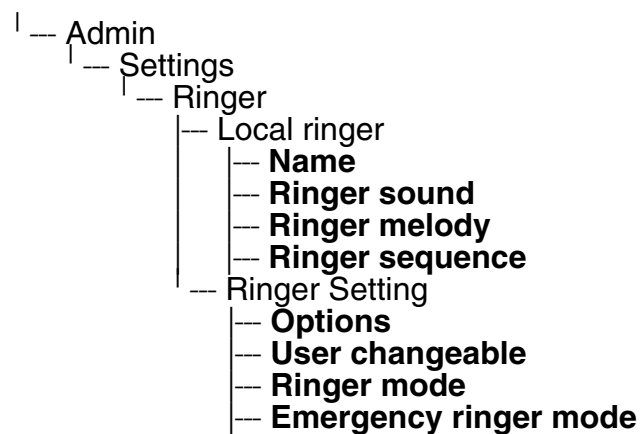 --- Admin
--- Settings
--- Ringer
--- Local ringer
--- Name
--- Ringer sound
--- Ringer melody
--- Ringer sequence
--- Ringer Setting
--- Options
--- User changeable
--- Ringer mode
--- Emergency ringer mode